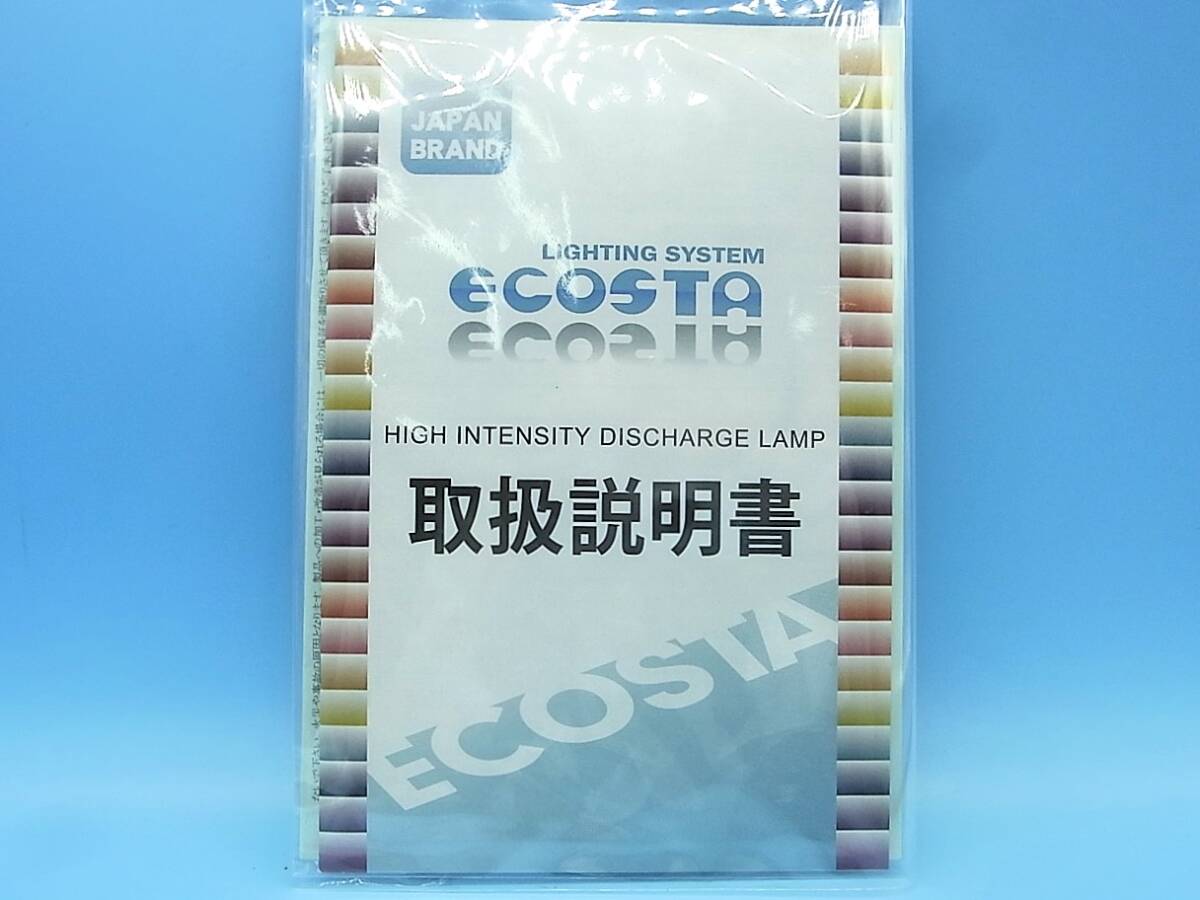 JAPAN
BRAND
LIGHTING SYSTEM
ECOSTA
HIGH INTENSITY DISCHARGE LAMP
取扱説明書
ECOSTA